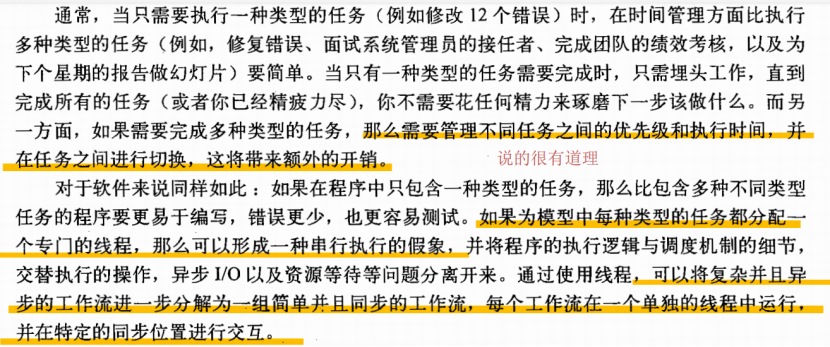 通常，当只需要执行一种类型的任务（例如修改 12 个错误）时，在时间管理方面比执行
多种类型的任务（例如，修复错误、面试系统管理员的接任者、完成团队的绩效考核，以及为
下个星期的报告做幻灯片）要简单。当只有一种类型的任务需要完成时，只需埋头工作，直到
完成所有的任务（或者你已经精疲力尽），你不需要花任何精力来琢磨下一步该做什么。而另
一方面，如果需要完成多种类型的任务，那么需要管理不同任务之间的优先级和执行时间，并
在任务之间进行切换，这将带来额外的开销。 说的很有道理
对于软件来说同样如此：如果在程序中只包含一种类型的任务，那么比包含多种不同类型
任务的程序要更易于编写，错误更少，也更容易测试。如果为模型中每种类型的任务都分配一
个专门的线程，那么可以形成一种串行执行的假象，并将程序的执行逻辑与调度机制的细节，
交替执行的操作，异步 I/O 以及资源等待等问题分离开来。通过使用线程，可以将复杂并且异
步的工作流进一步分解为一组简单并且同步的工作流，每个工作流在一个单独的线程中运行，
并在特定的同步位置进行交互。